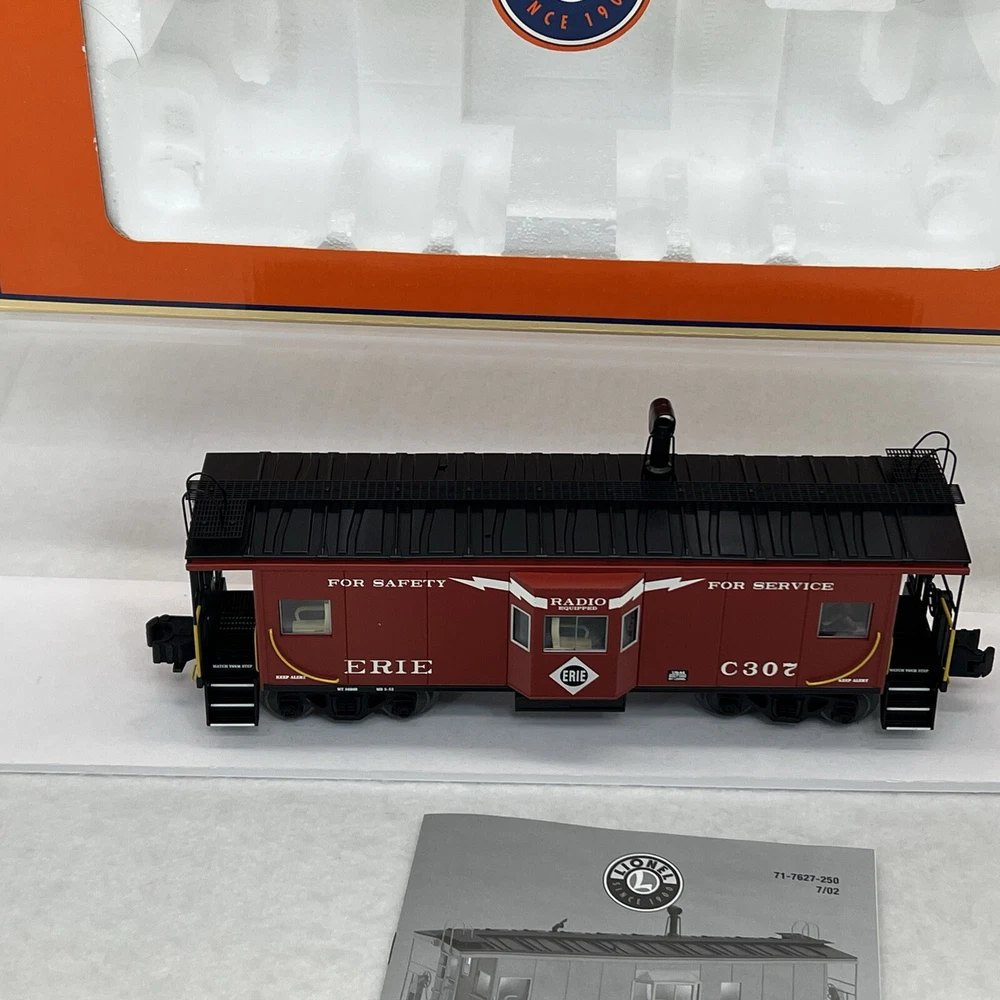 NCE 190
FOR SAFETY
FOR SERVICE
RADIO
EQUIPPED
ERIE
ERIE
C307
WATCH YOUR STEP
WATCH YOUR STEP
KEEP ALERT
KEEP ALERT
LIONEL
L
SINCE 1900
71-7627-250
7/02